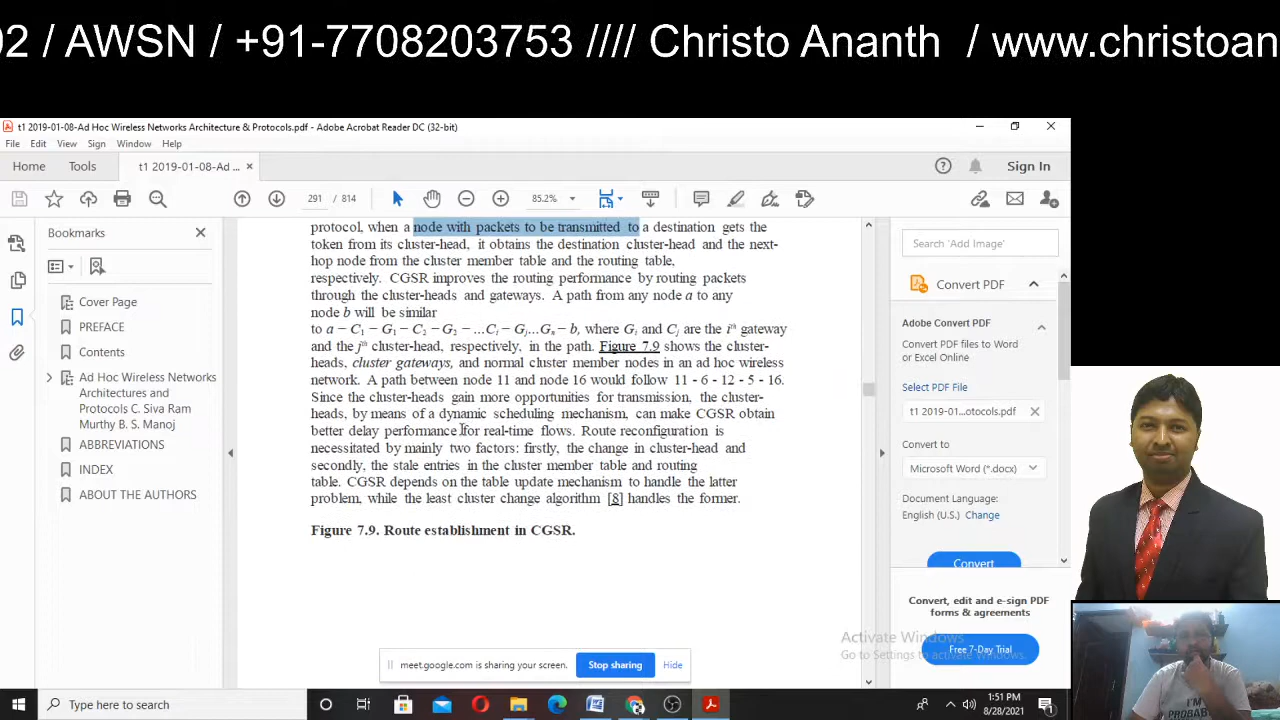 02 / AWSN / +91-7708203753 //// Christo Ananth / www.christoan
t1 2019-01-08-Ad Hoc Wireless Networks Architecture & Protocols.pdf - Adobe Acrobat Reader DC (32-bit)
File Edit View Sign Window Help
Home Tools t1 2019-01-08-Ad ... × Sign In
291 / 814 85.2%
Bookmarks
Cover Page
PREFACE
Contents
Ad Hoc Wireless Networks
Architectures and
Protocols C. Siva Ram
Murthy B. S. Manoj
ABBREVIATIONS
INDEX
ABOUT THE AUTHORS
protocol, when a node with packets to be transmitted to a destination gets the
token from its cluster-head, it obtains the destination cluster-head and the next-
hop node from the cluster member table and the routing table,
respectively. CGSR improves the routing performance by routing packets
through the cluster-heads and gateways. A path from any node a to any
node b will be similar
to a − C1 − G1 − C2 − G2 − ...Ci − Gj...Gn − b, where Gi and Cj are the ith gateway
and the jth cluster-head, respectively, in the path. Figure 7.9 shows the cluster-
heads, cluster gateways, and normal cluster member nodes in an ad hoc wireless
network. A path between node 11 and node 16 would follow 11 - 6 - 12 - 5 - 16.
Since the cluster-heads gain more opportunities for transmission, the cluster-
heads, by means of a dynamic scheduling mechanism, can make CGSR obtain
better delay performance for real-time flows. Route reconfiguration is
necessitated by mainly two factors: firstly, the change in cluster-head and
secondly, the stale entries in the cluster member table and routing
table. CGSR depends on the table update mechanism to handle the latter
problem, while the least cluster change algorithm [8] handles the former.
Figure 7.9. Route establishment in CGSR.
Search 'Add Image'
Convert PDF
Adobe Convert PDF
Convert PDF files to Word
or Excel Online
Select PDF File
t1 2019-01...otocols.pdf
Convert to
Microsoft Word (*.docx)
Document Language:
English (U.S.) Change
Convert
Convert, edit and e-sign PDF
forms & agreements
Free 7-Day Trial
Activate Windows
Go to Settings to activate Windows.
meet.google.com is sharing your screen. Stop sharing Hide
Type here to search
1:51 PM
8/28/2021
I'M
PROBABL